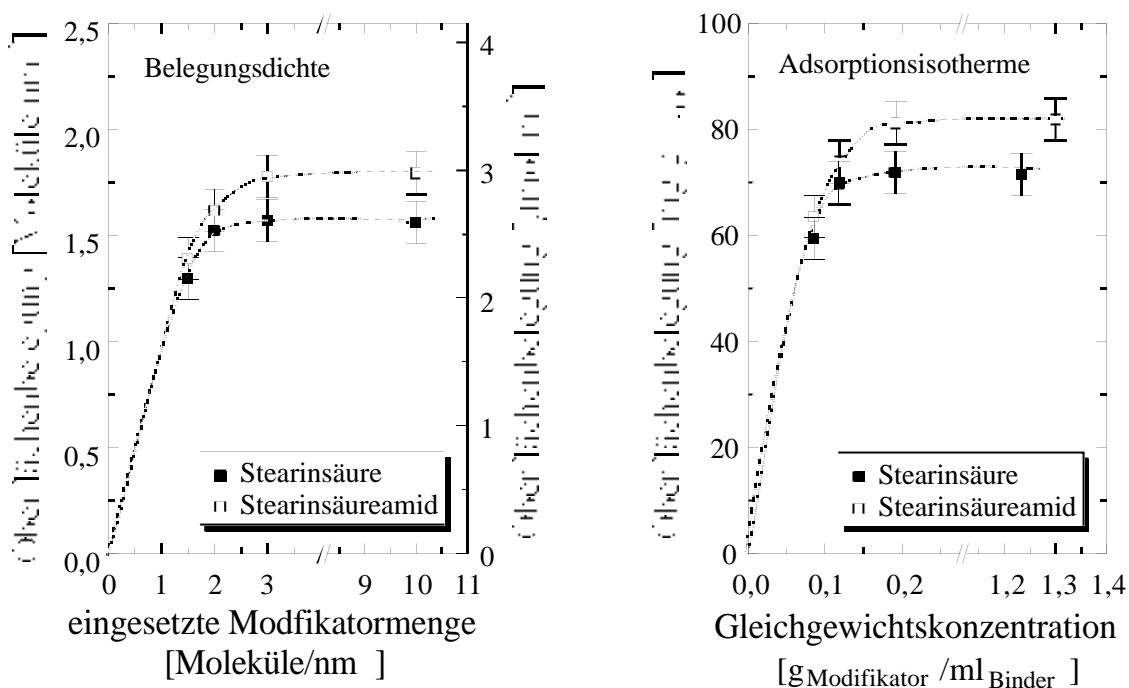 2,5
2,0
1,5
1,0
0,5
0,0
Belegungsdichte
4
3
2
1
0
Stearinsäure
Stearinsäureamid
0 1 2 3 9 10 11
eingesetzte Modfikatormenge
[Moleküle/nm ]
100
80
60
40
20
0
Adsorptionsisotherme
Stearinsäure
Stearinsäureamid
0,0 0,1 0,2 1,2 1,3 1,4
Gleichgewichtskonzentration
[gModifikator /mlBinder ]